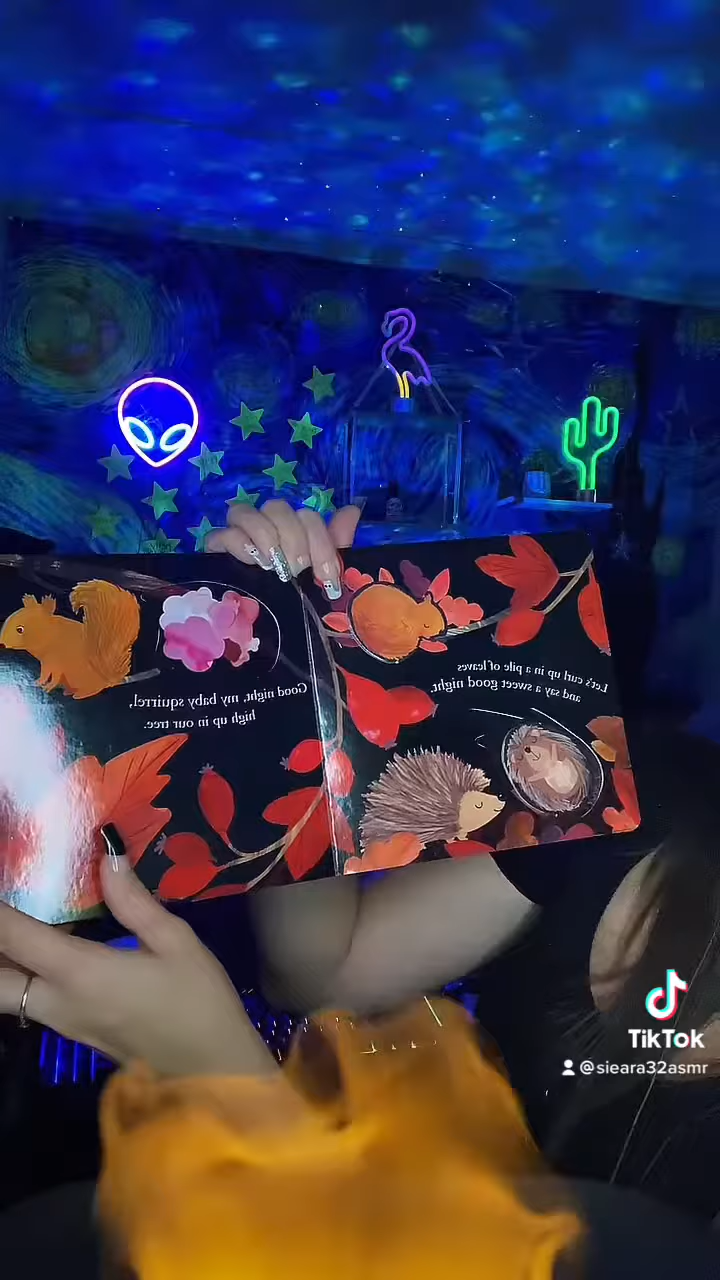 Good night, my baby squirrel,
high up in our tree.
Let's curl up in a pile of leaves
and say a sweet good night.
TikTok
@sieara32asmr